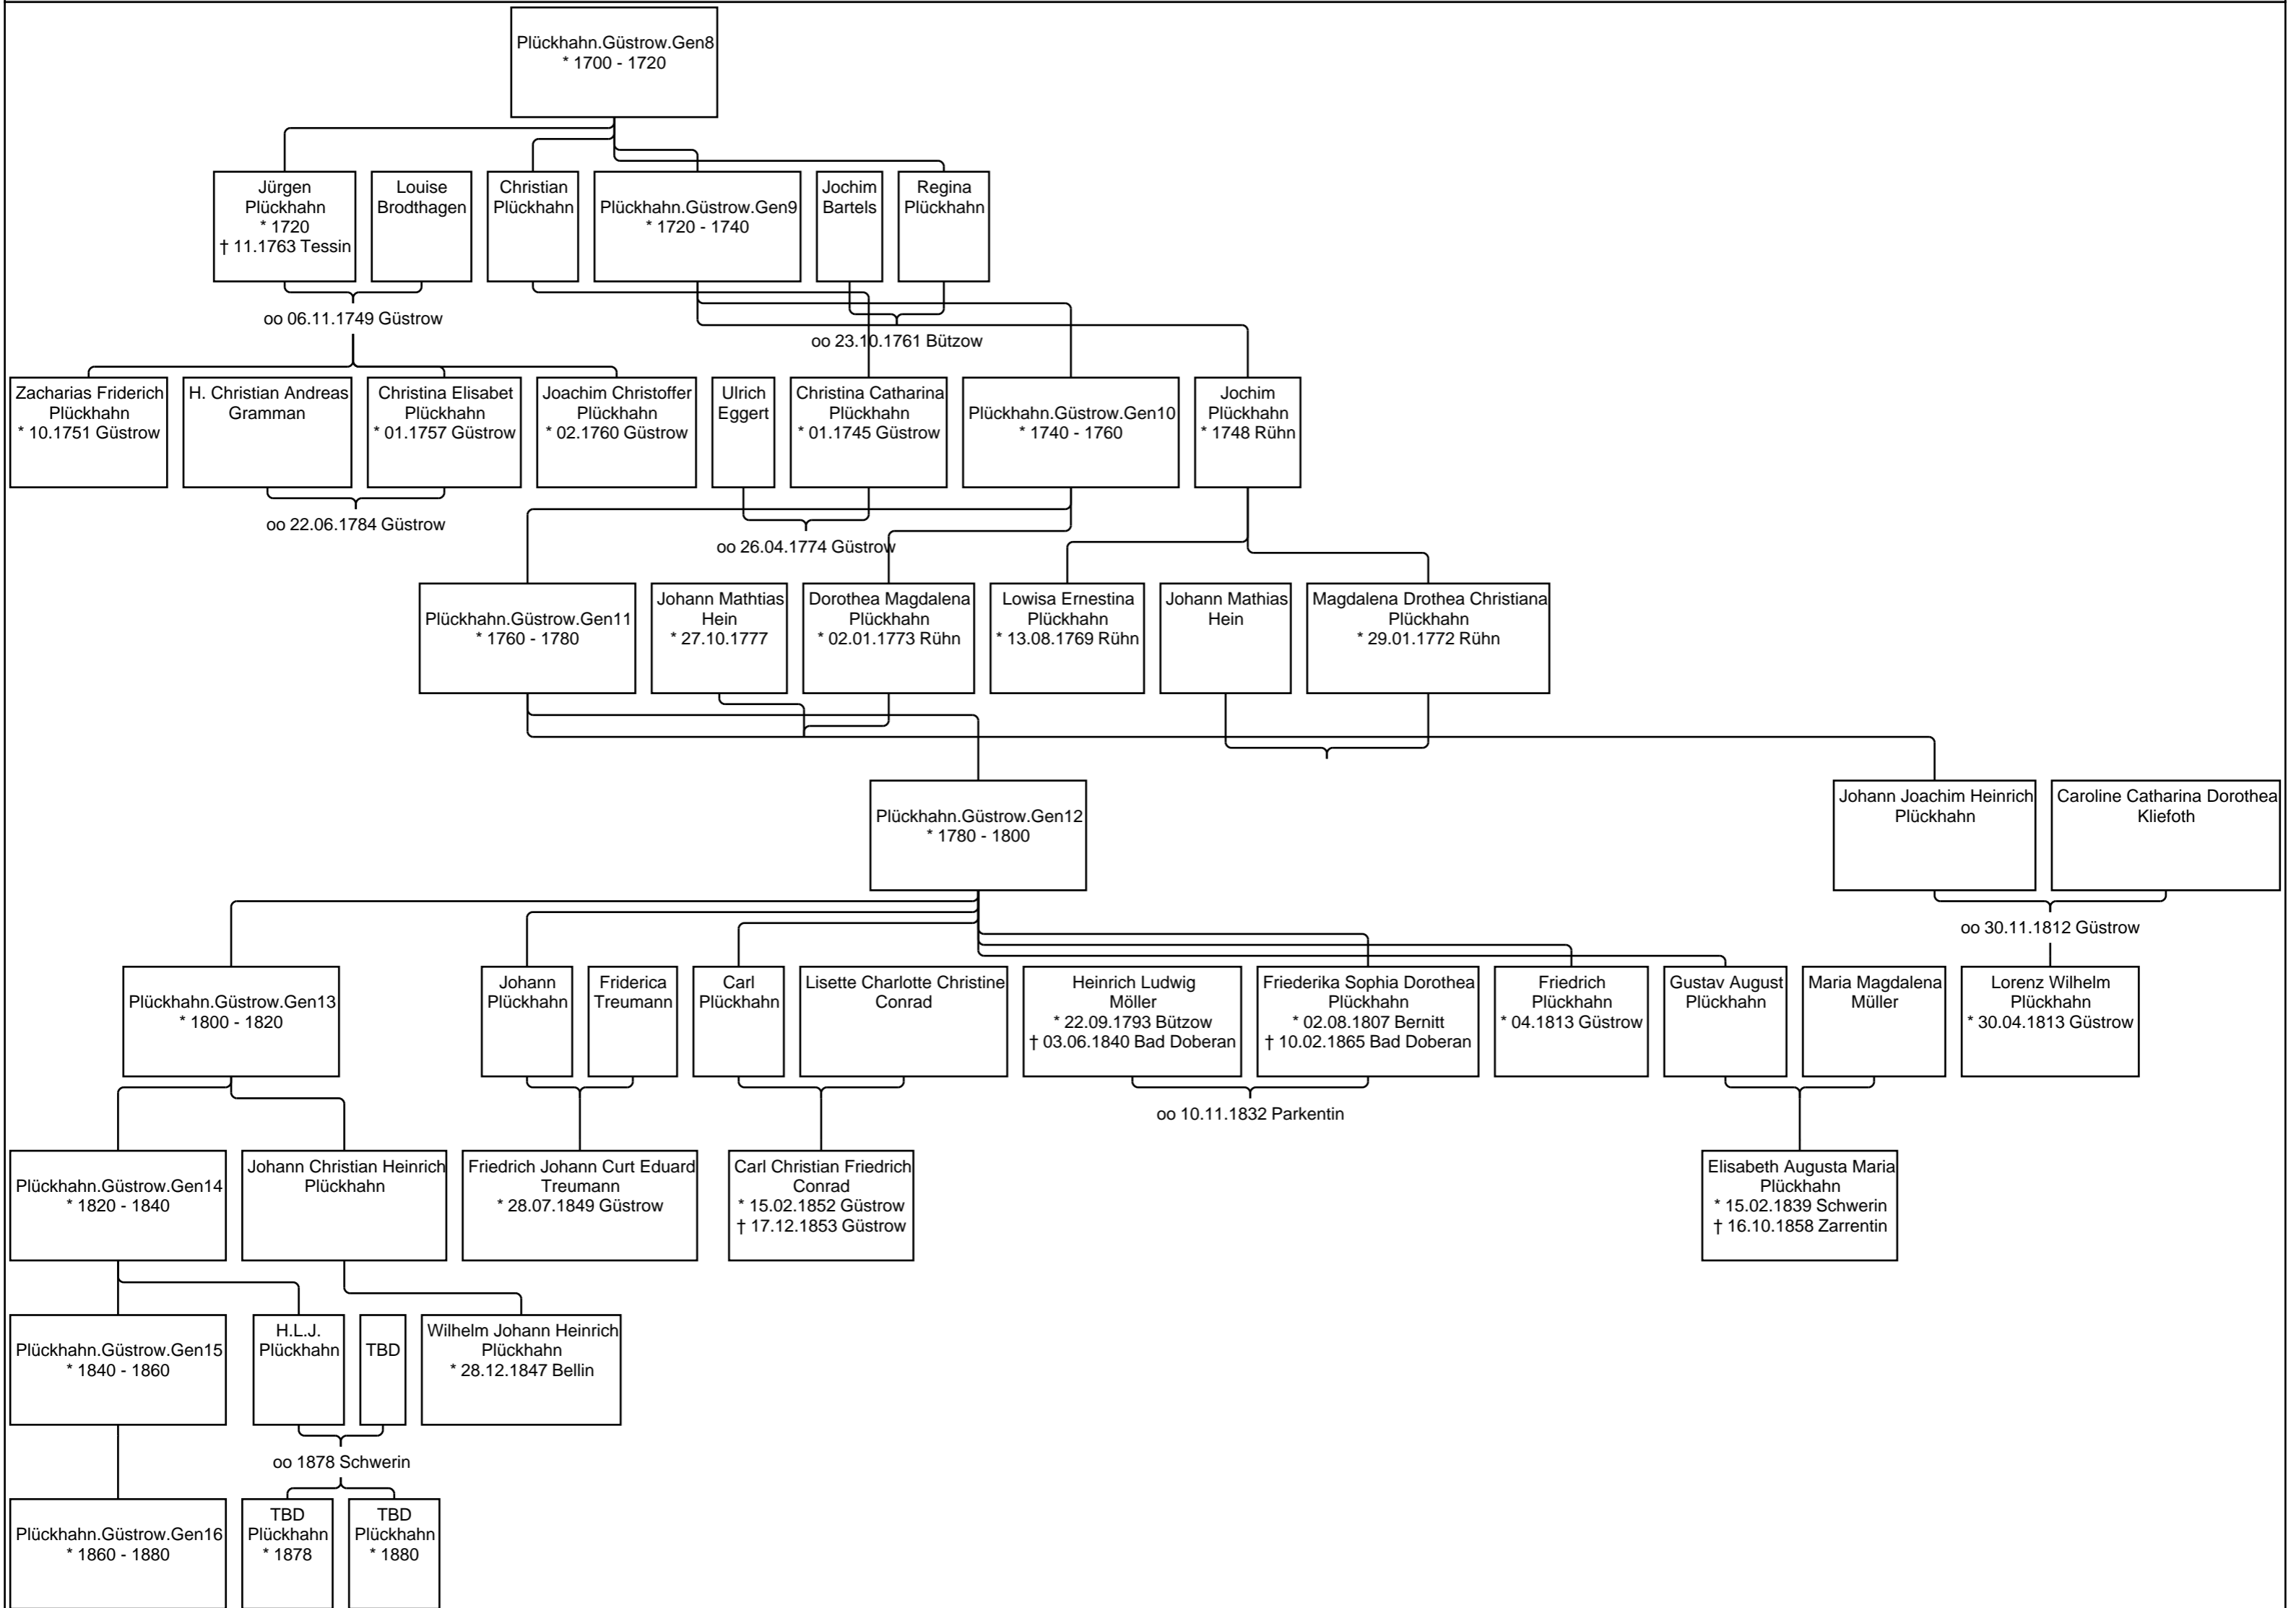 Plückhahn.Güstrow.Gen8
* 1700 - 1720
Jürgen
Plückhahn
* 1720
† 11.1763 Tessin
Louise
Brodthagen
Christian
Plückhahn
Plückhahn.Güstrow.Gen9
* 1720 - 1740
Jochim
Bartels
Regina
Plückhahn
oo 06.11.1749 Güstrow
oo 23.10.1761 Bützow
Zacharias Friderich
Plückhahn
* 10.1751 Güstrow
H. Christian Andreas
Gramman
Christina Elisabet
Plückhahn
* 01.1757 Güstrow
Joachim Christoffer
Plückhahn
* 02.1760 Güstrow
Ulrich
Eggert
Christina Catharina
Plückhahn
* 01.1745 Güstrow
Plückhahn.Güstrow.Gen10
* 1740 - 1760
Jochim
Plückhahn
* 1748 Rühn
oo 22.06.1784 Güstrow
oo 26.04.1774 Güstrow
Plückhahn.Güstrow.Gen11
* 1760 - 1780
Johann Mathtias
Hein
* 27.10.1777
Dorothea Magdalena
Plückhahn
* 02.01.1773 Rühn
Lowisa Ernestina
Plückhahn
* 13.08.1769 Rühn
Johann Mathias
Hein
Magdalena Drothea Christiana
Plückhahn
* 29.01.1772 Rühn
Plückhahn.Güstrow.Gen12
* 1780 - 1800
Johann Joachim Heinrich
Plückhahn
Caroline Catharina Dorothea
Kliefoth
oo 30.11.1812 Güstrow
Plückhahn.Güstrow.Gen13
* 1800 - 1820
Johann
Plückhahn
Friderica
Treumann
Carl
Plückhahn
Lisette Charlotte Christine
Conrad
Heinrich Ludwig
Möller
* 22.09.1793 Bützow
† 03.06.1840 Bad Doberan
Friederika Sophia Dorothea
Plückhahn
* 02.08.1807 Bernitt
† 10.02.1865 Bad Doberan
Friedrich
Plückhahn
* 04.1813 Güstrow
Gustav August
Plückhahn
Maria Magdalena
Müller
Lorenz Wilhelm
Plückhahn
* 30.04.1813 Güstrow
oo 10.11.1832 Parkentin
Plückhahn.Güstrow.Gen14
* 1820 - 1840
Johann Christian Heinrich
Plückhahn
Friedrich Johann Curt Eduard
Treumann
* 28.07.1849 Güstrow
Carl Christian Friedrich
Conrad
* 15.02.1852 Güstrow
† 17.12.1853 Güstrow
Elisabeth Augusta Maria
Plückhahn
* 15.02.1839 Schwerin
† 16.10.1858 Zarrentin
Plückhahn.Güstrow.Gen15
* 1840 - 1860
H.L.J.
Plückhahn
TBD
Wilhelm Johann Heinrich
Plückhahn
* 28.12.1847 Bellin
oo 1878 Schwerin
Plückhahn.Güstrow.Gen16
* 1860 - 1880
TBD
Plückhahn
* 1878
TBD
Plückhahn
* 1880